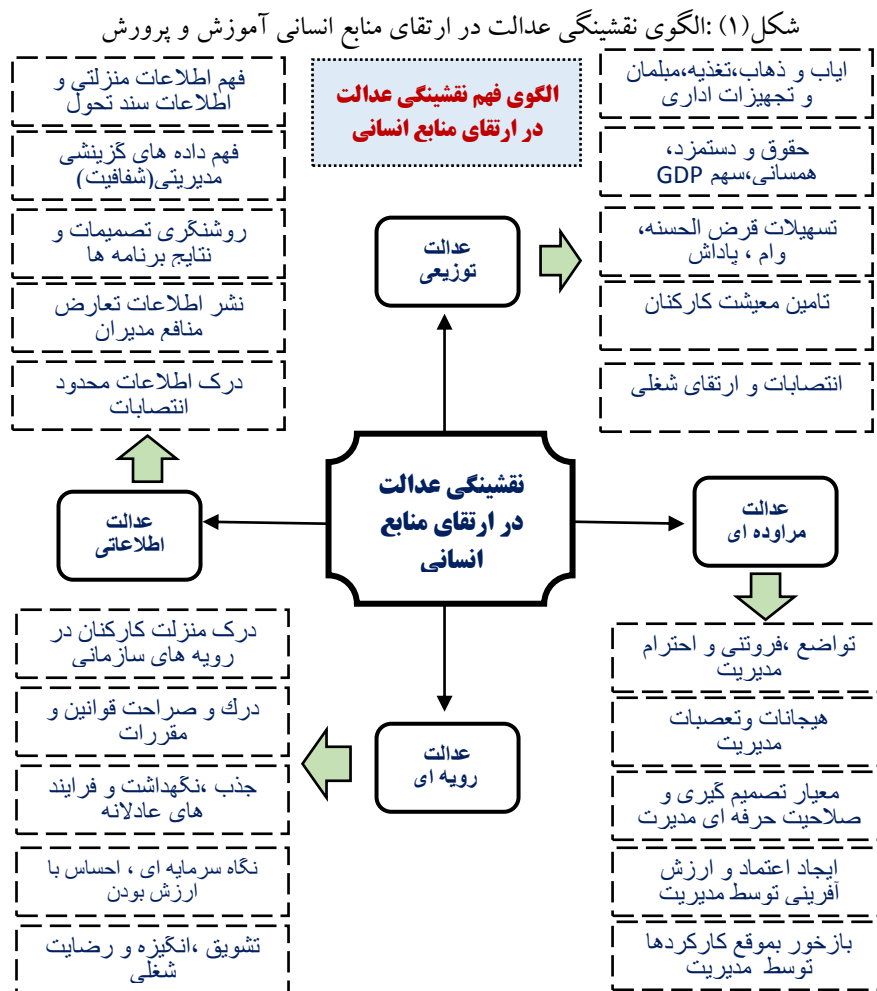 شکل(۱) :الگوی نقشینگی عدالت در ارتقای منابع انسانی آموزش و پرورش
الگوی فهم نقشینگی عدالت
در ارتقای منابع انسانی
ایاب و ذهاب،تغذیه،مبلمان
و تجهیزات اداری
حقوق و دستمزد،
همسانی،سهم GDP
تسهیلات قرض الحسنه،
وام ، پاداش
تامین معیشت کارکنان
انتصابات و ارتقای شغلی
عدالت
توزیعی
فهم اطلاعات منزلتی و
اطلاعات سند تحول
فهم داده های گزینشی
مدیریتی(شفافیت)
روشنگری تصمیمات و
نتایج برنامه ها
نشر اطلاعات تعارض
منافع مدیران
درک اطلاعات محدود
انتصابات
نقشینگی عدالت
در ارتقای منابع
انسانی
عدالت
مراوده ای
عدالت
اطلاعاتی
تواضع ،فروتنی و احترام
مدیریت
هیجانات وتعصبات
مدیریت
معیار تصمیم گیری و
صلاحیت حرفه ای مدیرت
ایجاد اعتماد و ارزش
آفرینی توسط مدیریت
بازخور بموقع کارکردها
توسط مدیریت
عدالت
رویه ای
درک منزلت کارکنان در
رویه های سازمانی
درك و صراحت قوانین و
مقررات
جذب ،نگهداشت و فرایند
های عادلانه
نگاه سرمایه ای ، احساس با
ارزش بودن
تشویق ،انگیزه و رضایت
شغلی